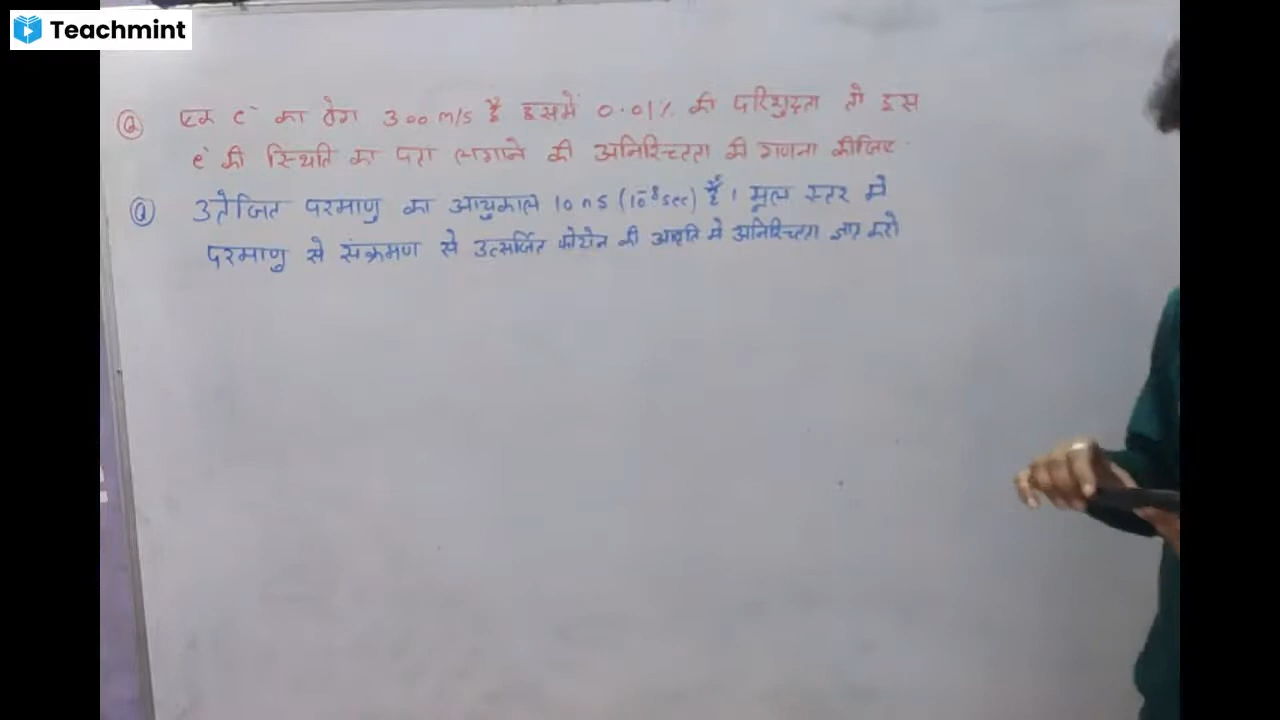 Teachmint
Q एक e⁻ का वेग 300 m/s है इसमें 0.01% की परिशुद्धता तो इस
e⁻ की स्थिति का पता लगाने की अनिश्चितता की गणना कीजिए
Q उत्तेजित परमाणु का आयुकाल 10 ns (10⁻⁸ sec) है। मूल स्तर मे
परमाणु से संक्रमण से उत्सर्जित फोटोन की आवृति मे अनिश्चितता ज्ञात करो